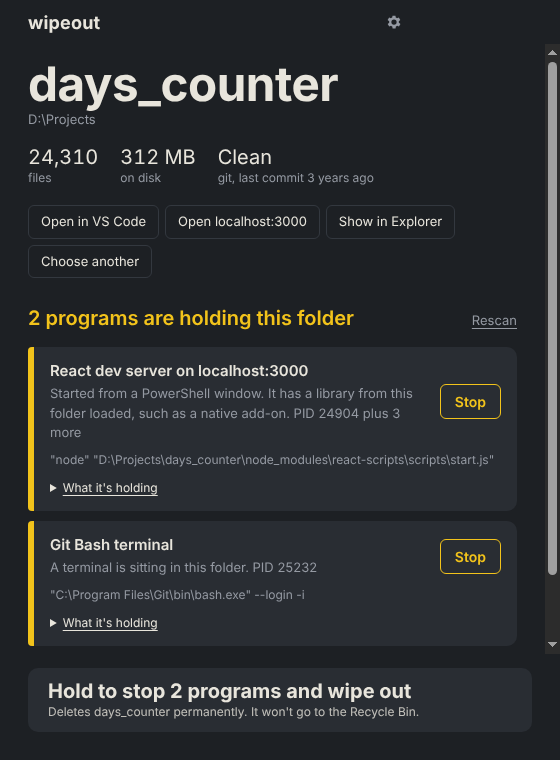 wipeout
days_counter
D:\Projects
24,310 312 MB Clean
files on disk git, last commit 3 years ago
Open in VS Code Open localhost:3000 Show in Explorer
Choose another
2 programs are holding this folder Rescan
React dev server on localhost:3000
Started from a PowerShell window. It has a library from this
folder loaded, such as a native add-on. PID 24904 plus 3
more
Stop
"node" "D:\Projects\days_counter\node_modules\react-scripts\scripts\start.js"
What it's holding
Git Bash terminal
A terminal is sitting in this folder. PID 25232
Stop
"C:\Program Files\Git\bin\bash.exe" --login -i
What it's holding
Hold to stop 2 programs and wipe out
Deletes days_counter permanently. It won't go to the Recycle Bin.